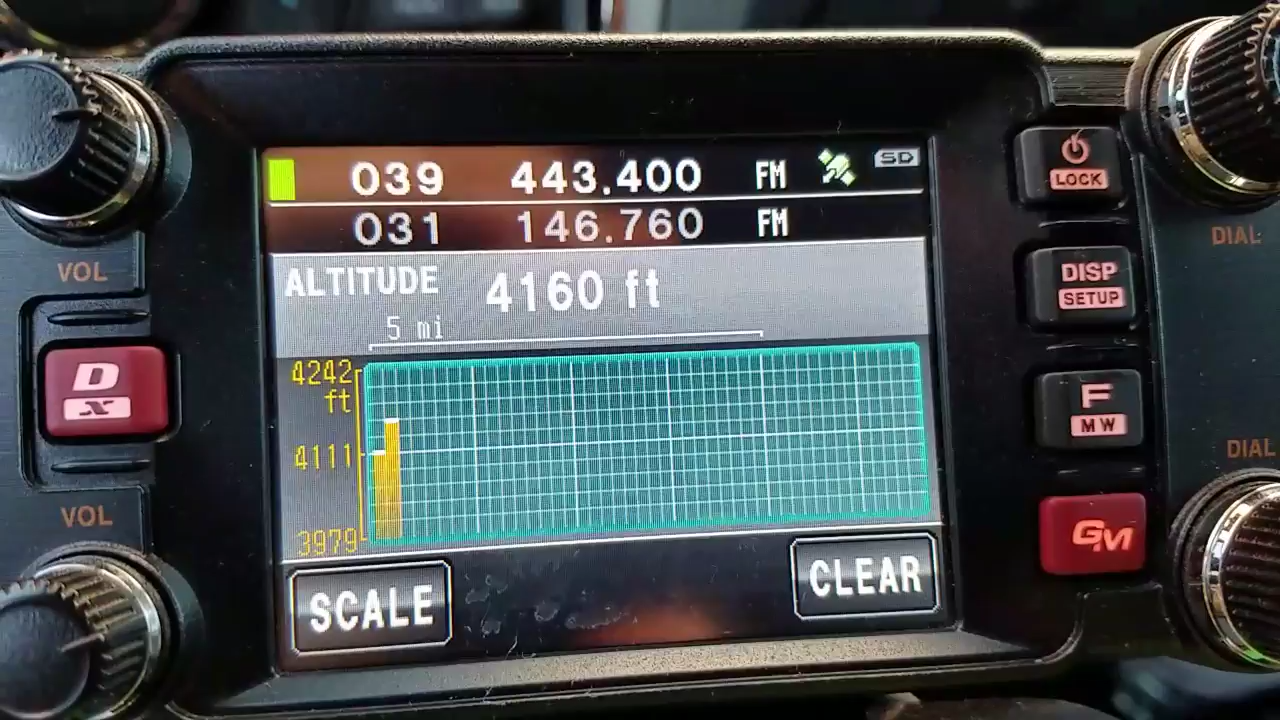 039 443.400 FM SD
031 146.760 FM
ALTITUDE 4160 ft
5 mi
4242
ft
4111
3979
SCALE CLEAR
VOL
D
X
VOL
LOCK
DISP
SETUP
F
MW
GM
DIAL
DIAL